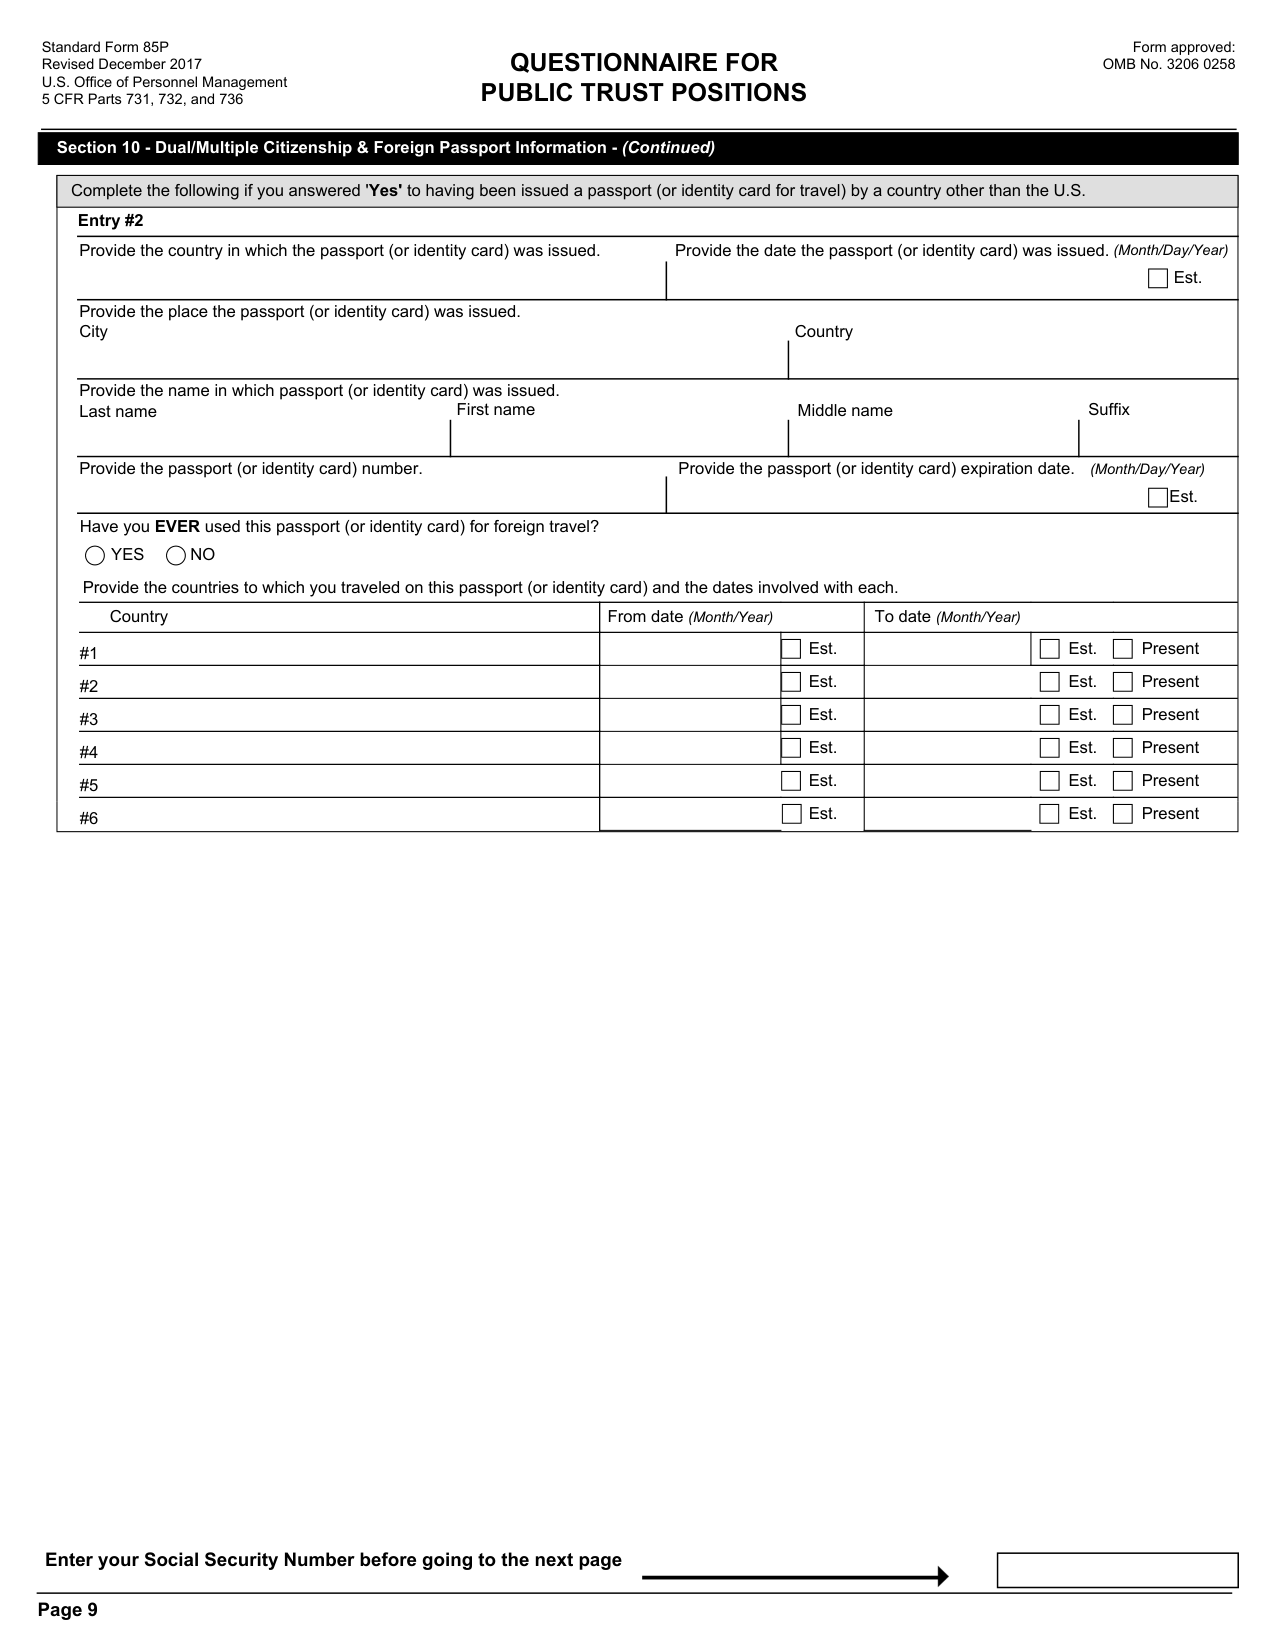 Standard Form 85P
Revised December 2017
U.S. Office of Personnel Management
5 CFR Parts 731, 732, and 736
QUESTIONNAIRE FOR
PUBLIC TRUST POSITIONS
Form approved:
OMB No. 3206 0258
Section 10 - Dual/Multiple Citizenship & Foreign Passport Information - (Continued)
Complete the following if you answered 'Yes' to having been issued a passport (or identity card for travel) by a country other than the U.S.
Entry #2
Provide the country in which the passport (or identity card) was issued.
Provide the date the passport (or identity card) was issued. (Month/Day/Year)
Est.
Provide the place the passport (or identity card) was issued.
City
Country
Provide the name in which passport (or identity card) was issued.
Last name
First name
Middle name
Suffix
Provide the passport (or identity card) number.
Provide the passport (or identity card) expiration date. (Month/Day/Year)
Est.
Have you EVER used this passport (or identity card) for foreign travel?
YES NO
Provide the countries to which you traveled on this passport (or identity card) and the dates involved with each.
Country From date (Month/Year) To date (Month/Year)
#1 Est. Est. Present
#2 Est. Est. Present
#3 Est. Est. Present
#4 Est. Est. Present
#5 Est. Est. Present
#6 Est. Est. Present
Enter your Social Security Number before going to the next page
Page 9